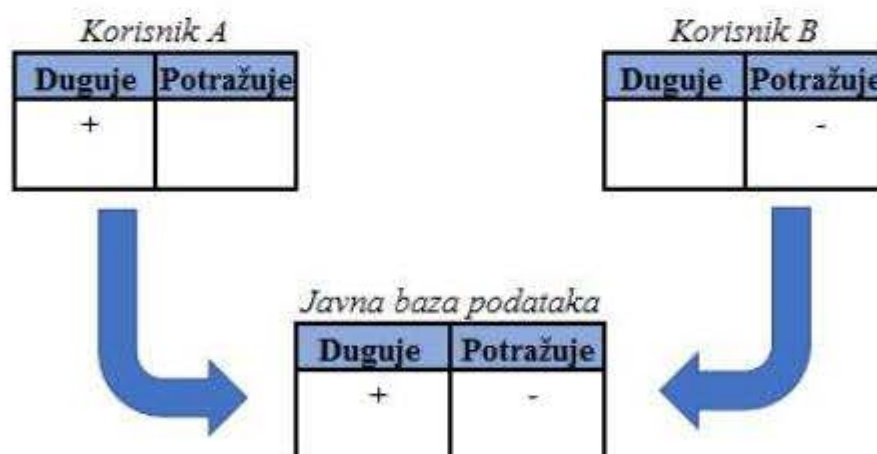 Korisnik A
Duguje Potražuje
+
Korisnik B
Duguje Potražuje
-
Javna baza podataka
Duguje Potražuje
+ -